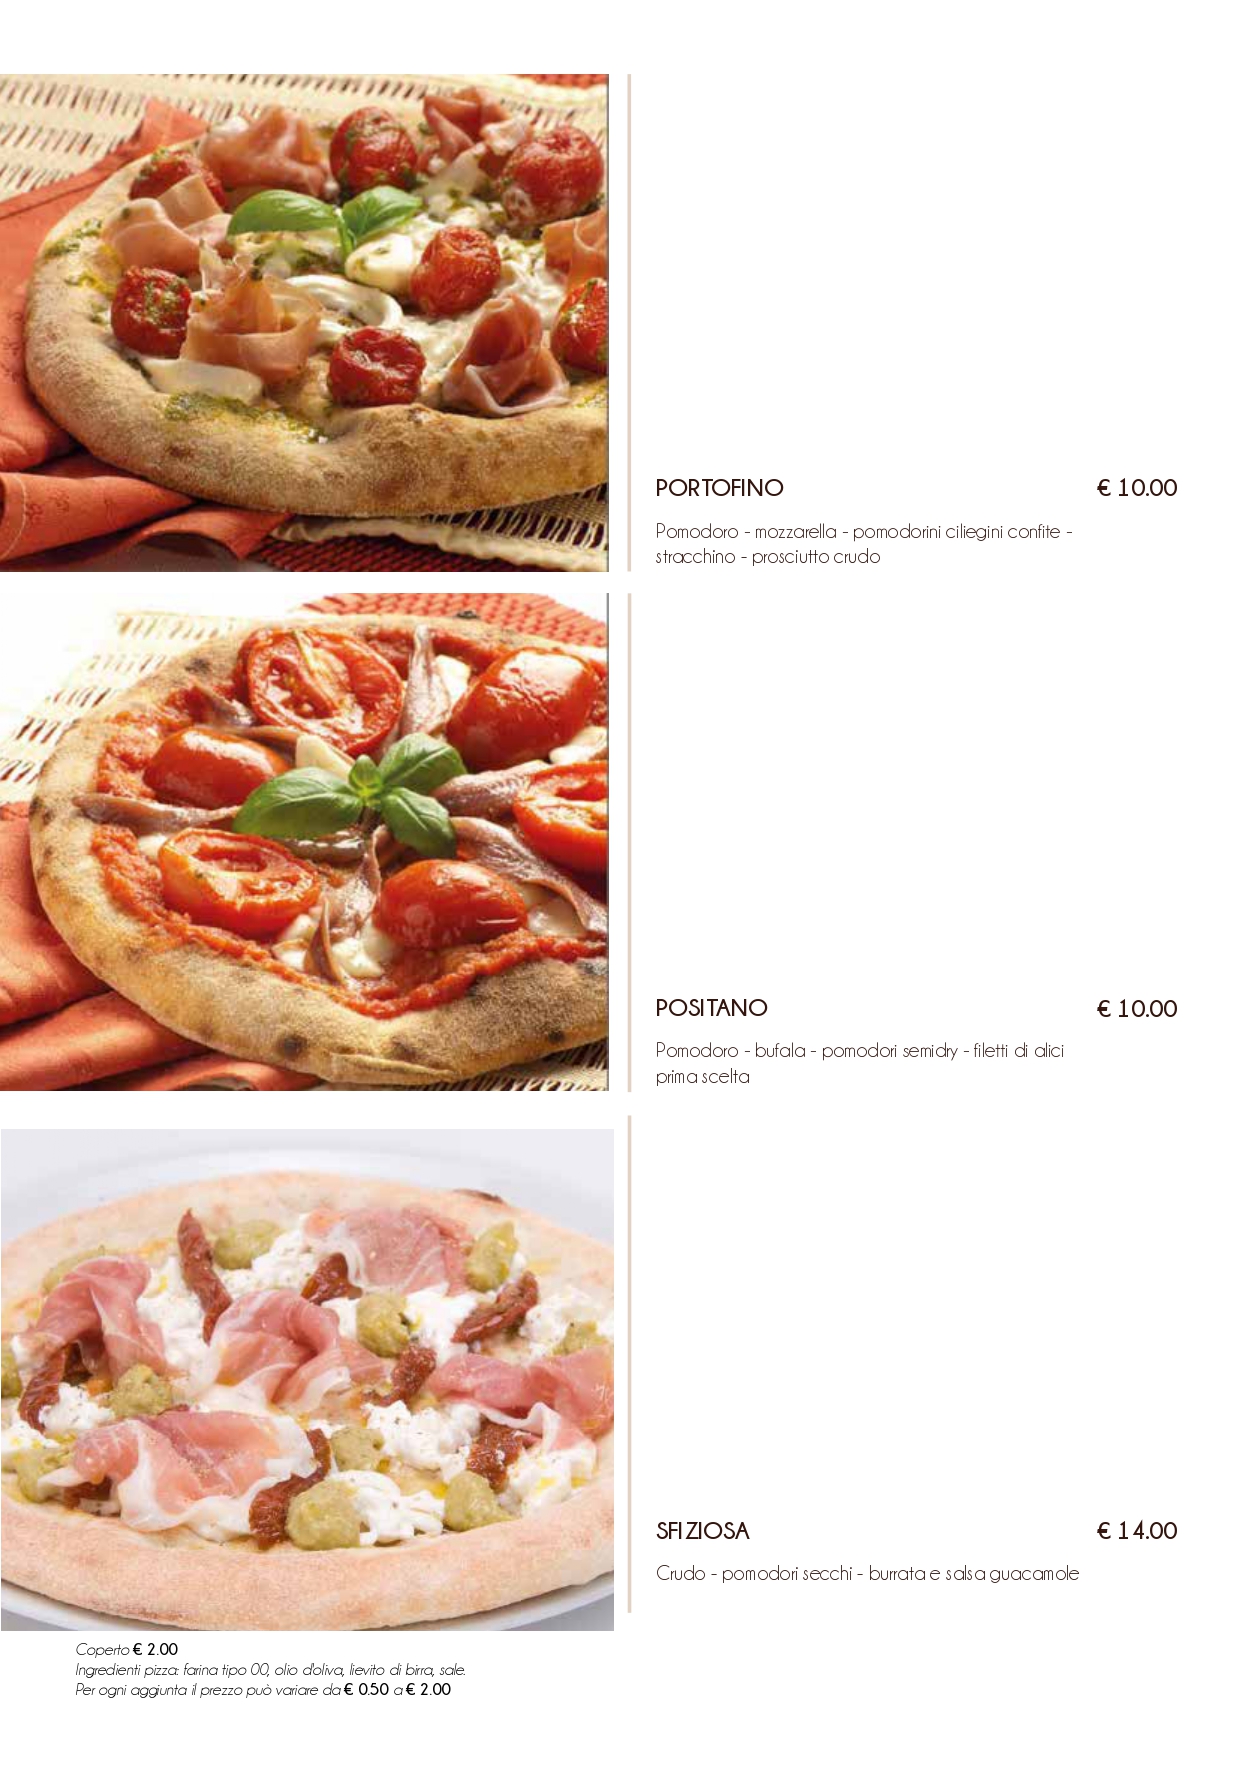 PORTOFINO € 10.00
Pomodoro - mozzarella - pomodorini ciliegini confite -
stracchino - prosciutto crudo
POSITANO € 10.00
Pomodoro - bufala - pomodori semidry - filetti di alici
prima scelta
SFIZIOSA € 14.00
Crudo - pomodori secchi - burrata e salsa guacamole
Coperto € 2.00
Ingredienti pizza: farina tipo 00, olio d'oliva, lievito di birra, sale.
Per ogni aggiunta il prezzo può variare da € 0.50 a € 2.00